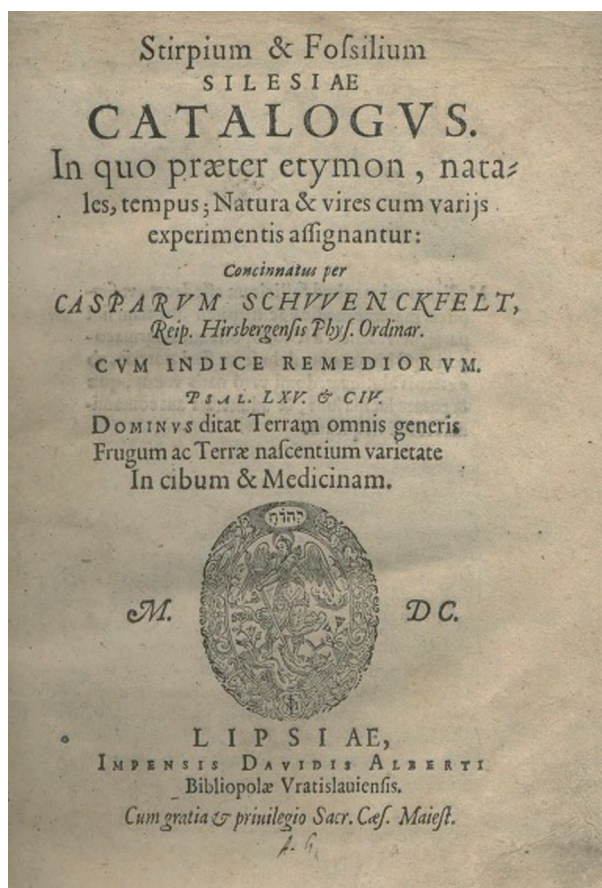 Stirpium & Foſsilium
SILESIAE
CATALOGVS.
In quo præter etymon, nata⸗
les, tempus; Natura & vires cum varijs
experimentis aſſignantur:
Concinnatus per
CASPARVM SCHVVENCKFELT,
Reip. Hirsbergenſis Phyſ. Ordinar.
CVM INDICE REMEDIORVM.
PSAL. LXV. & CIV.
DOMINVS ditat Terram omnis generis
Frugum ac Terræ naſcentium varietate
In cibum & Medicinam.
יהוה
M. DC.
LIPSIAE,
IMPENSIS DAVIDIS ALBERTI
Bibliopolæ Vratislauienſis.
Cum gratia & priuilegio Sacr. Cæſ. Maieſt.